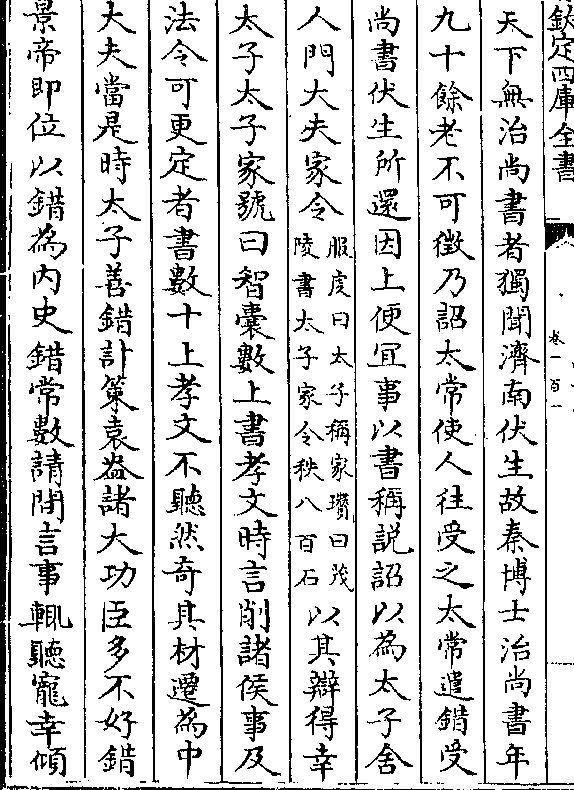 欽定四庫全書
卷一百一
天下無治尚書者獨聞濟南伏生故秦博士治尚書年
九十餘老不可徵乃詔太常使人往受之太常遣錯受
尚書伏生所還因上便宜事以書稱説詔以為太子舍
人門大夫家令服䖍曰太子稱家瓚曰茂陵書太子家令秩八百石以其辯得幸
太子太子家號曰智囊數上書孝文時言削諸侯事及
法令可更定者書數十上孝文不聽然竒其材遷為中
大夫當是時太子善錯計策袁盎諸大功臣多不好錯
景帝即位以錯為内史錯常數請閒言事輒聽寵幸傾